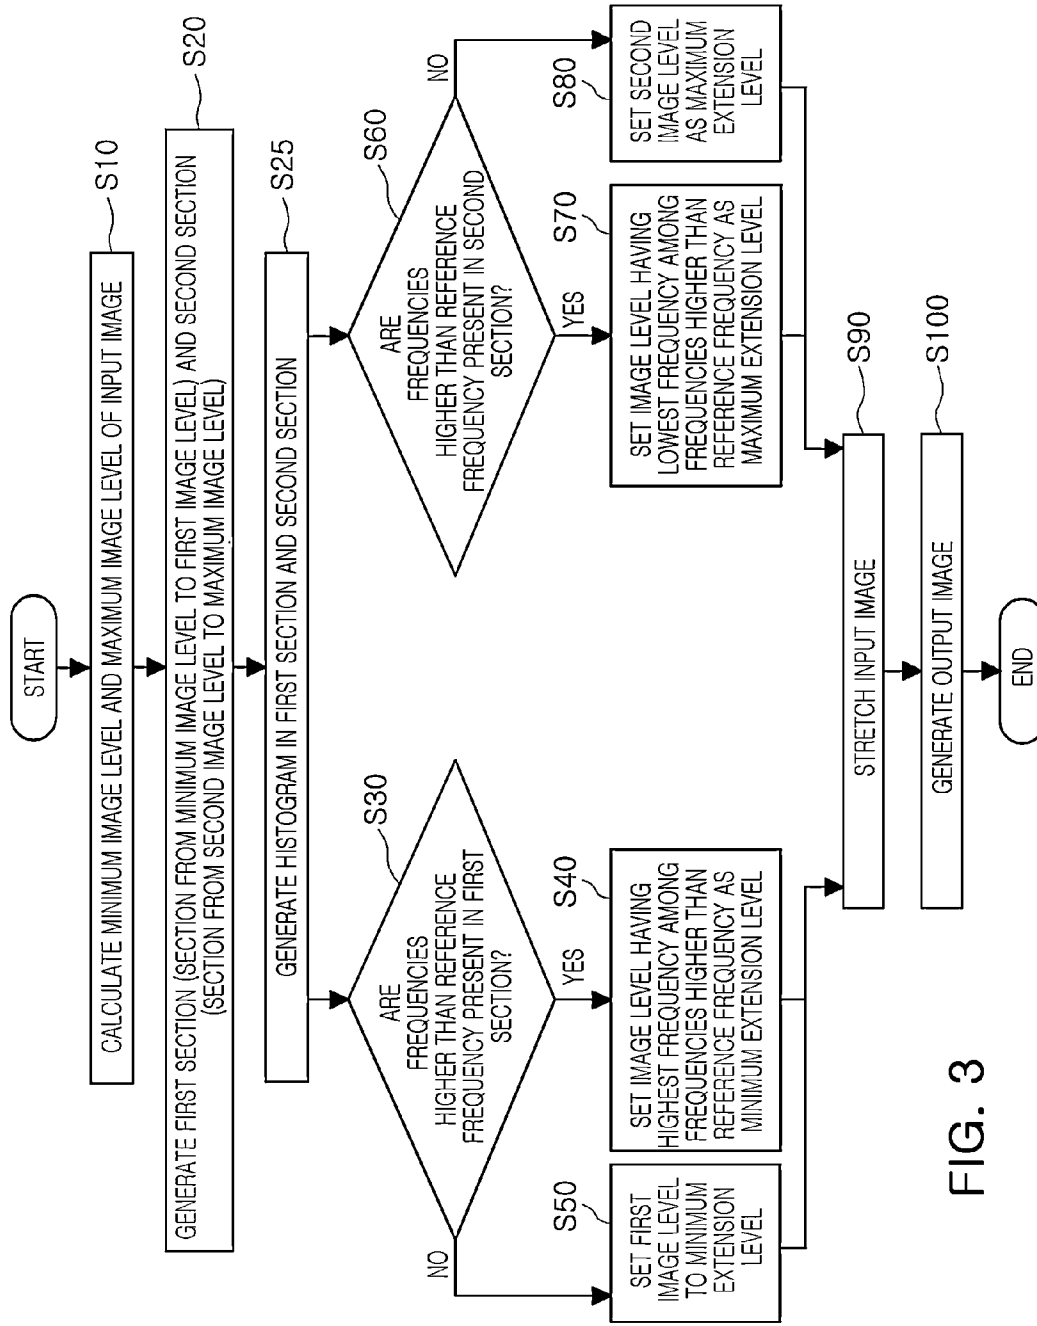 START
CALCULATE MINIMUM IMAGE LEVEL AND MAXIMUM IMAGE LEVEL OF INPUT IMAGE
S10
GENERATE FIRST SECTION (SECTION FROM MINIMUM IMAGE LEVEL TO FIRST IMAGE LEVEL) AND SECOND SECTION
(SECTION FROM SECOND IMAGE LEVEL TO MAXIMUM IMAGE LEVEL)
S20
GENERATE HISTOGRAM IN FIRST SECTION AND SECOND SECTION
S25
ARE
FREQUENCIES
HIGHER THAN REFERENCE
FREQUENCY PRESENT IN FIRST
SECTION?
S30
NO
YES
ARE
FREQUENCIES
HIGHER THAN REFERENCE
FREQUENCY PRESENT IN SECOND
SECTION?
S60
YES
NO
S50
SET FIRST
IMAGE LEVEL
TO MINIMUM
EXTENSION
LEVEL
S40
SET IMAGE LEVEL HAVING
HIGHEST FREQUENCY AMONG
FREQUENCIES HIGHER THAN
REFERENCE FREQUENCY AS
MINIMUM EXTENSION LEVEL
S70
SET IMAGE LEVEL HAVING
LOWEST FREQUENCY AMONG
FREQUENCIES HIGHER THAN
REFERENCE FREQUENCY AS
MAXIMUM EXTENSION LEVEL
S80
SET SECOND
IMAGE LEVEL
AS MAXIMUM
EXTENSION
LEVEL
STRETCH INPUT IMAGE
S90
GENERATE OUTPUT IMAGE
S100
END
FIG. 3